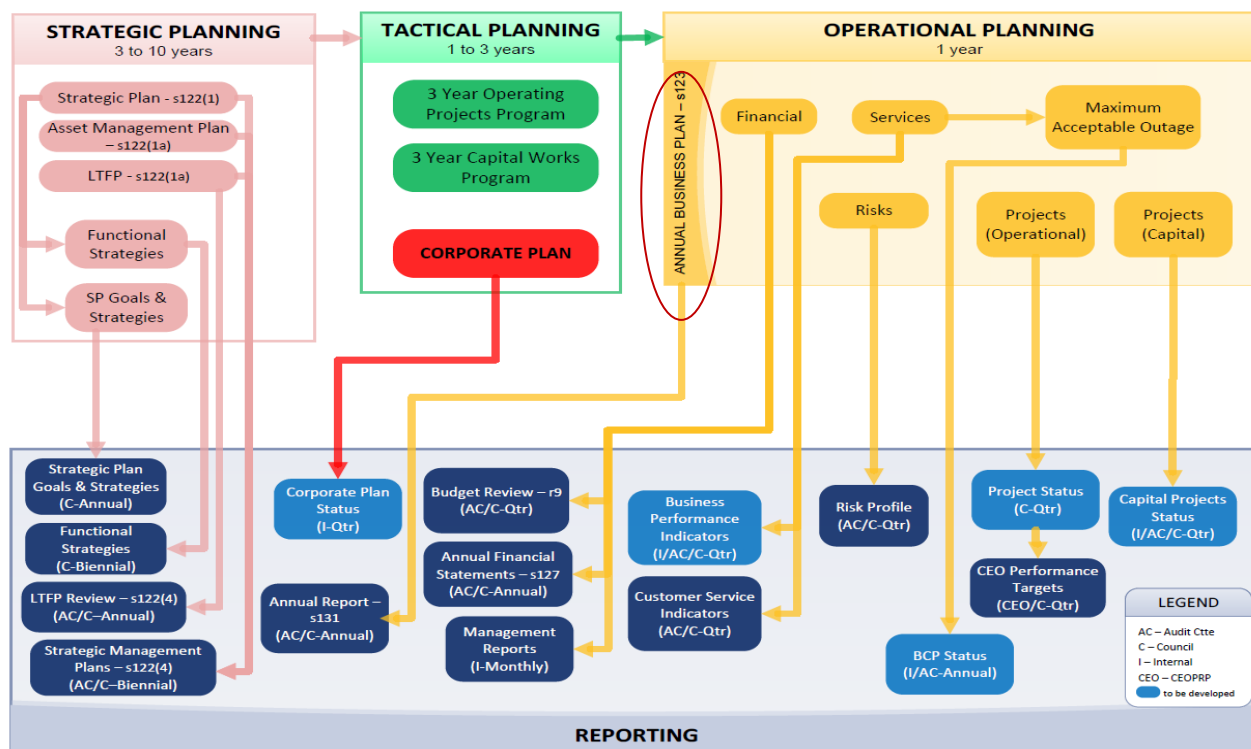 STRATEGIC PLANNING
3 to 10 years
Strategic Plan - s122(1)
Asset Management Plan
– s122(1a)
LTFP - s122(1a)
Functional
Strategies
SP Goals &
Strategies
TACTICAL PLANNING
1 to 3 years
3 Year Operating
Projects Program
3 Year Capital Works
Program
CORPORATE PLAN
OPERATIONAL PLANNING
1 year
ANNUAL BUSINESS PLAN – s123
Financial
Services
Maximum
Acceptable Outage
Risks
Projects
(Operational)
Projects
(Capital)
Strategic Plan
Goals & Strategies
(C-Annual)
Functional
Strategies
(C-Biennial)
LTFP Review – s122(4)
(AC/C–Annual)
Strategic Management
Plans – s122(4)
(AC/C–Biennial)
Corporate Plan
Status
(I-Qtr)
Annual Report –
s131
(AC/C-Annual)
Budget Review – r9
(AC/C-Qtr)
Annual Financial
Statements – s127
(AC/C-Annual)
Management
Reports
(I-Monthly)
Business
Performance
Indicators
(I/AC/C-Qtr)
Customer Service
Indicators
(AC/C-Qtr)
Risk Profile
(AC/C-Qtr)
BCP Status
(I/AC-Annual)
Project Status
(C-Qtr)
CEO Performance
Targets
(CEO/C-Qtr)
Capital Projects
Status
(I/AC/C-Qtr)
LEGEND
AC – Audit Ctte
C – Council
I – Internal
CEO – CEOPRP
to be developed
REPORTING